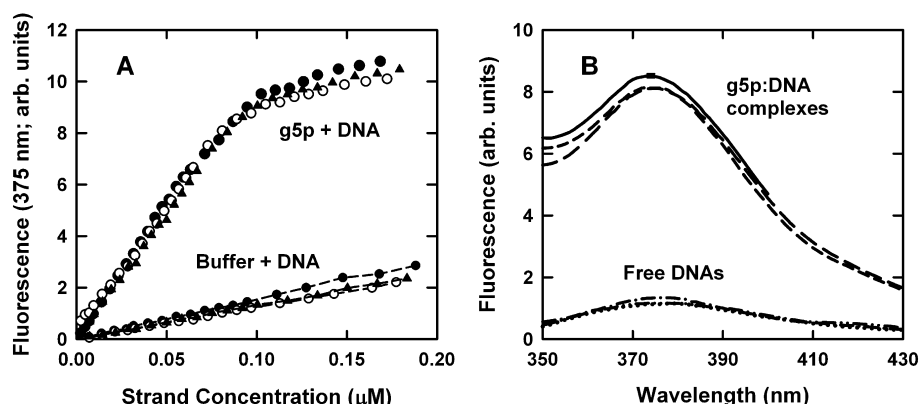 A
Fluorescence (375 nm; arb. units)
12
10
8
6
4
2
0
g5p + DNA
Buffer + DNA
0.00 0.05 0.10 0.15 0.20
Strand Concentration (μM)
B
Fluorescence (arb. units)
10
8
6
4
2
0
g5p:DNA
complexes
Free DNAs
350 370 390 410 430
Wavelength (nm)